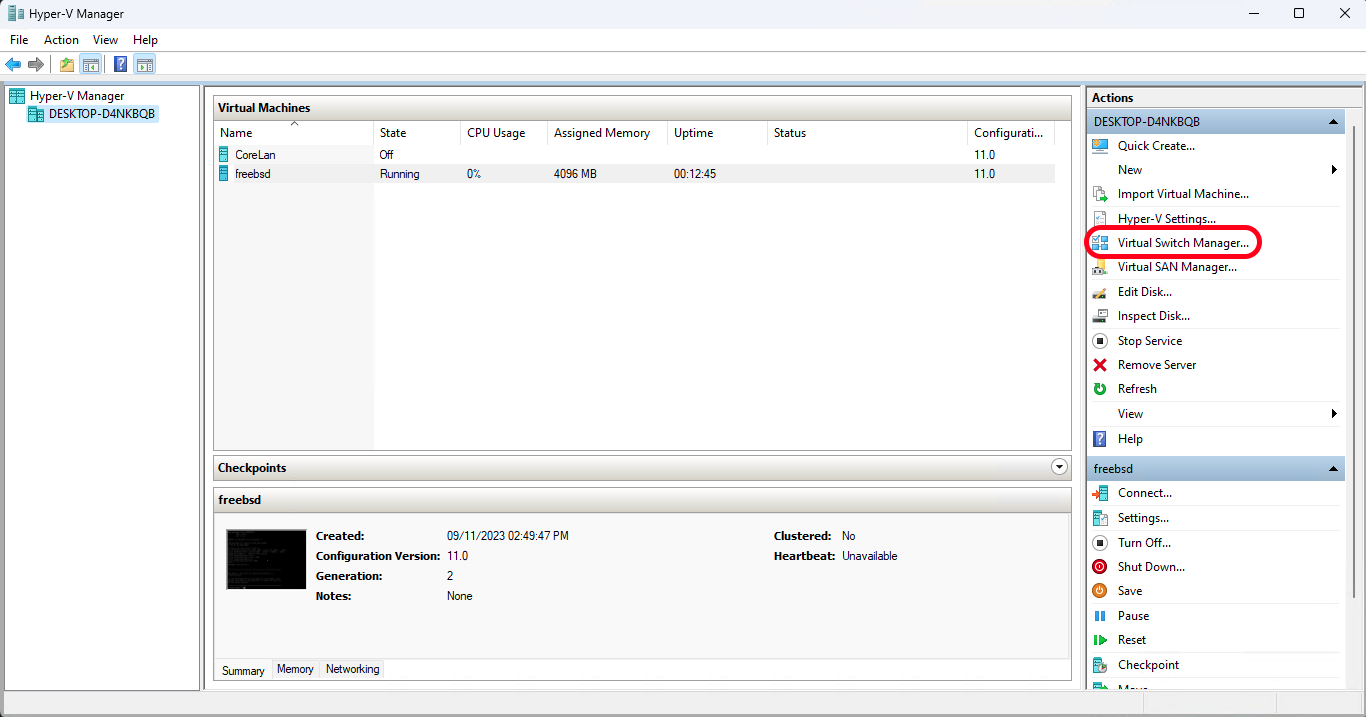 Hyper-V Manager
File Action View Help
Hyper-V Manager
DESKTOP-D4NKBQB
Virtual Machines
Name State CPU Usage Assigned Memory Uptime Status Configurati...
CoreLan Off 11.0
freebsd Running 0% 4096 MB 00:12:45 11.0
Checkpoints
freebsd
Created: 09/11/2023 02:49:47 PM Clustered: No
Configuration Version: 11.0 Heartbeat: Unavailable
Generation: 2
Notes: None
Summary Memory Networking
Actions
DESKTOP-D4NKBQB
Quick Create...
New
Import Virtual Machine...
Hyper-V Settings...
Virtual Switch Manager...
Virtual SAN Manager...
Edit Disk...
Inspect Disk...
Stop Service
Remove Server
Refresh
View
Help
freebsd
Connect...
Settings...
Turn Off...
Shut Down...
Save
Pause
Reset
Checkpoint